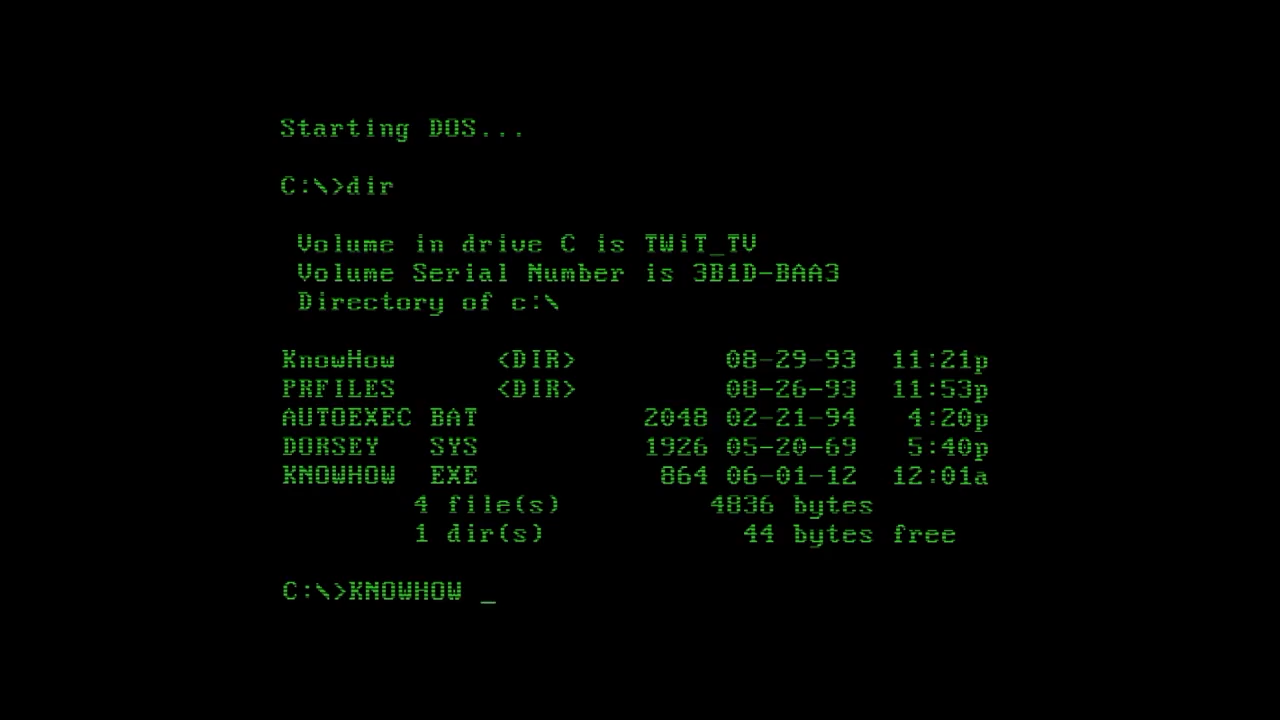 Starting DOS...
C:\>dir
Volume in drive C is TWiT_TV
Volume Serial Number is 3B1D-BAA3
Directory of c:\
KnowHow <DIR> 08-29-93 11:21p
PRFILES <DIR> 08-26-93 11:53p
AUTOEXEC BAT 2048 02-21-94 4:20p
DORSEY SYS 1926 05-20-69 5:40p
KNOWHOW EXE 864 06-01-12 12:01a
4 file(s) 4836 bytes
1 dir(s) 44 bytes free
C:\>KNOWHOW _